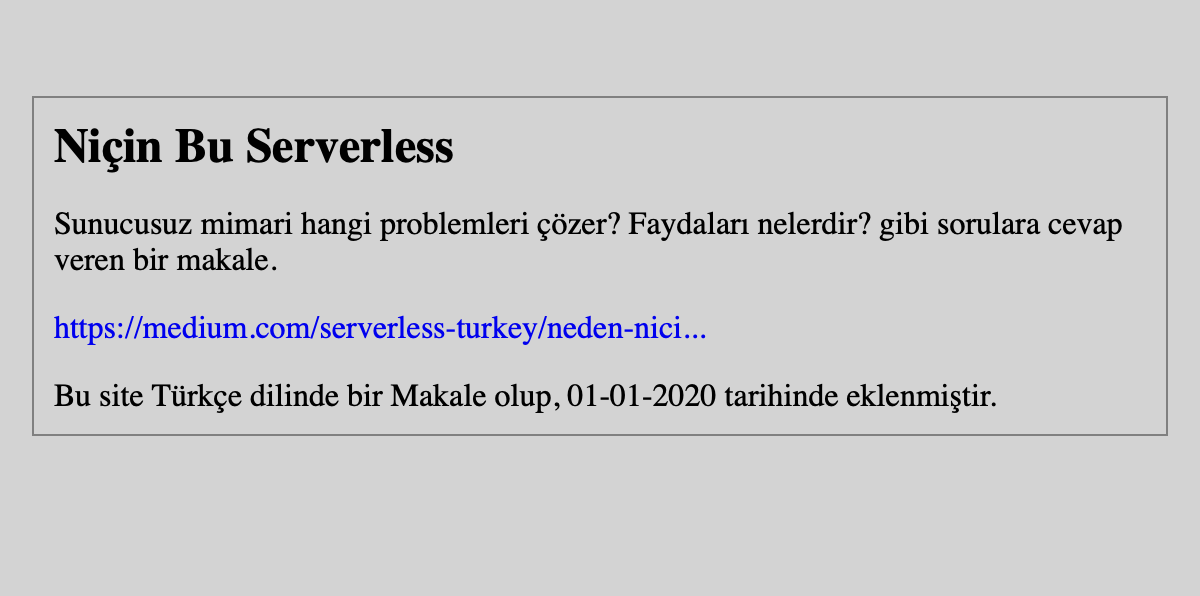 Niçin Bu Serverless
Sunucusuz mimari hangi problemleri çözer? Faydaları nelerdir? gibi sorulara cevap
veren bir makale.
https://medium.com/serverless-turkey/neden-nici...
Bu site Türkçe dilinde bir Makale olup, 01-01-2020 tarihinde eklenmiştir.